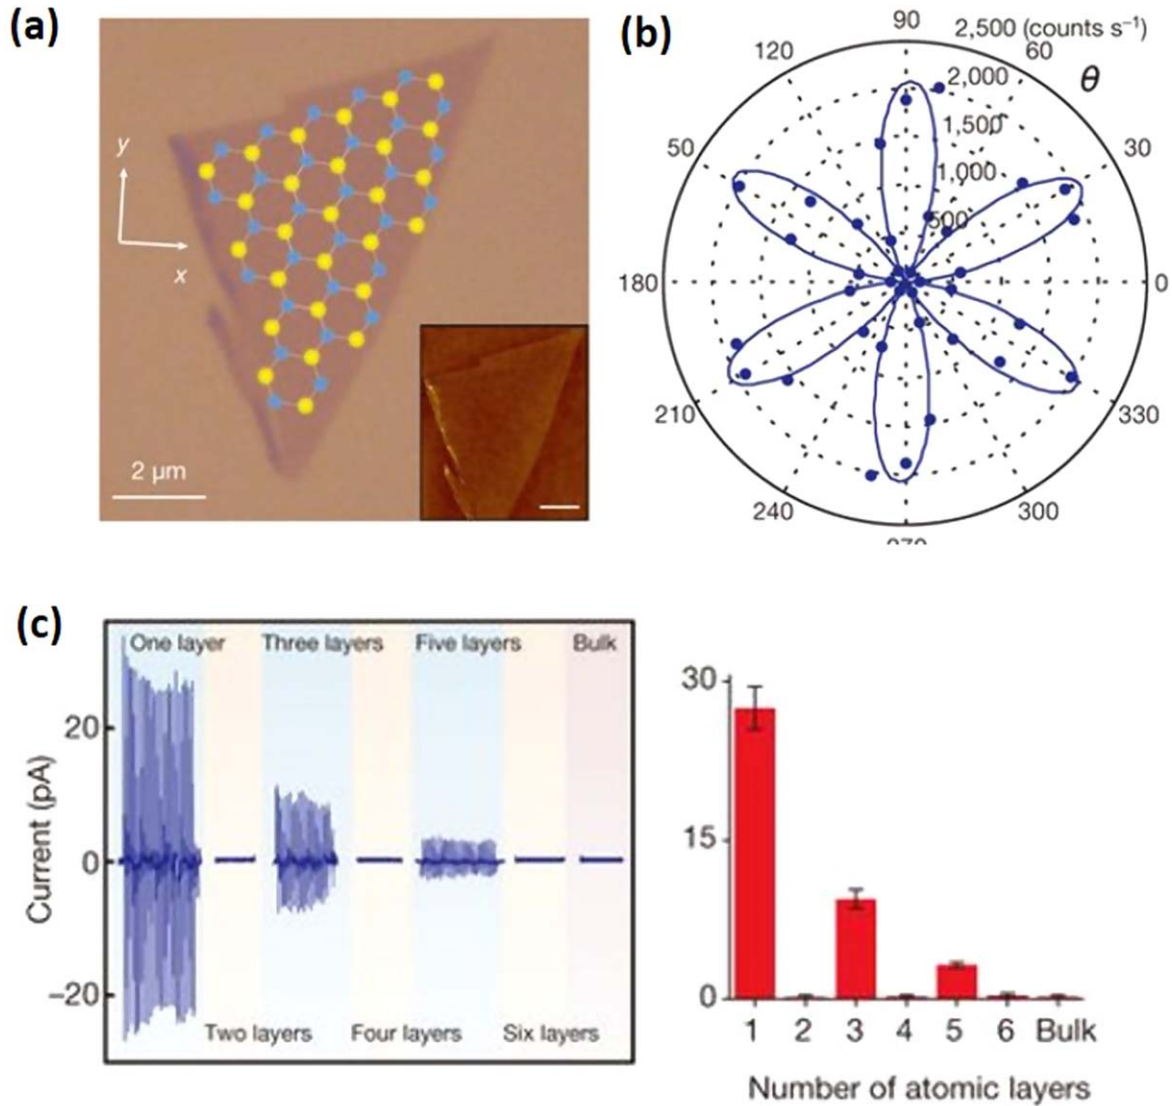 (a)
y
x
2 μm
(b)
90
2,500 (counts s⁻¹)
120
60
2,000
θ
1,500
50
30
1,000
500
180
0
210
330
240
300
(c)
One layer
Three layers
Five layers
Bulk
20
0
−20
Current (pA)
Two layers
Four layers
Six layers
30
15
0
1 2 3 4 5 6 Bulk
Number of atomic layers